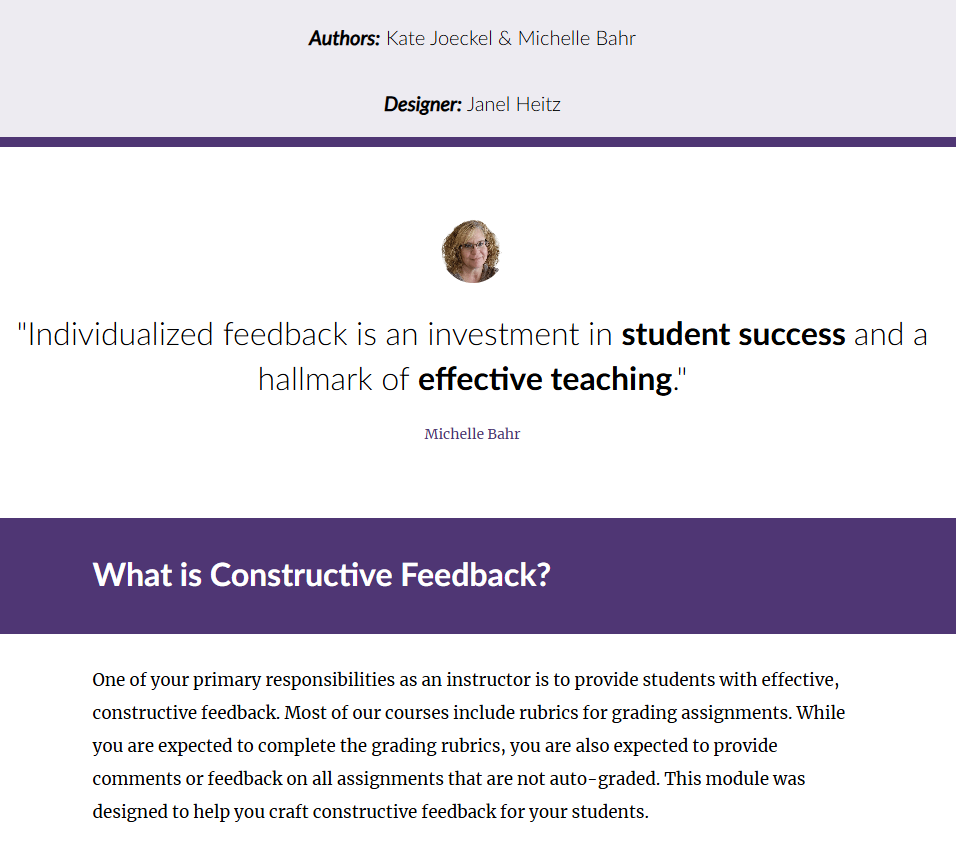 Authors: Kate Joeckel & Michelle Bahr
Designer: Janel Heitz
"Individualized feedback is an investment in student success and a
hallmark of effective teaching."
Michelle Bahr
What is Constructive Feedback?
One of your primary responsibilities as an instructor is to provide students with effective,
constructive feedback. Most of our courses include rubrics for grading assignments. While
you are expected to complete the grading rubrics, you are also expected to provide
comments or feedback on all assignments that are not auto-graded. This module was
designed to help you craft constructive feedback for your students.